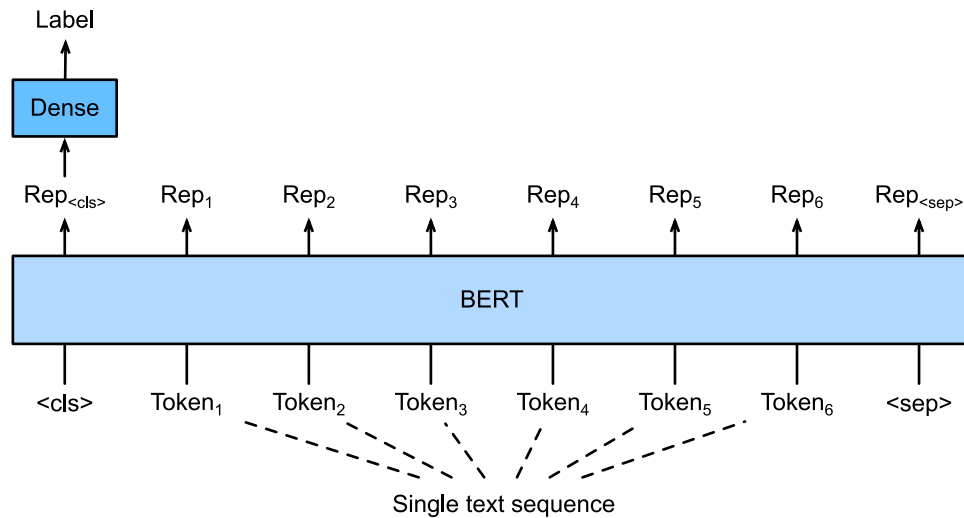 Label
Dense
Rep<cls> Rep1 Rep2 Rep3 Rep4 Rep5 Rep6 Rep<sep>
BERT
<cls> Token1 Token2 Token3 Token4 Token5 Token6 <sep>
Single text sequence